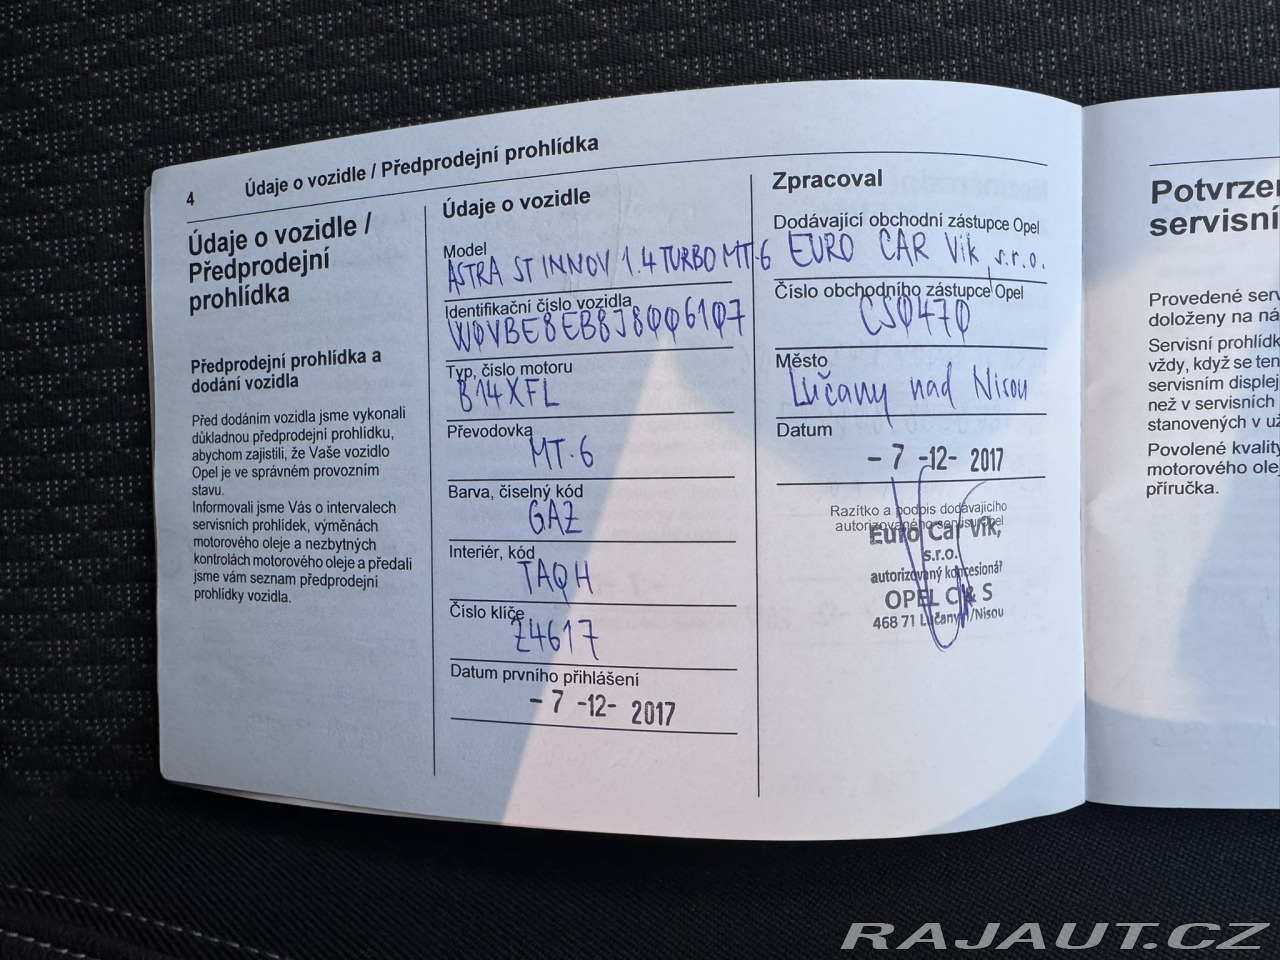 4 Údaje o vozidle / Předprodejní prohlídka
Údaje o vozidle /
Předprodejní
prohlídka
Předprodejní prohlídka a
dodání vozidla
Před dodáním vozidla jsme vykonali
důkladnou předprodejní prohlídku,
abychom zajistili, že Vaše vozidlo
Opel je ve správném provozním
stavu.
Informovali jsme Vás o intervalech
servisních prohlídek, výměnách
motorového oleje a nezbytných
kontrolách motorového oleje a předali
jsme vám seznam předprodejní
prohlídky vozidla.
Údaje o vozidle
Model
ASTRA ST INNOV 1.4 TURBO MT-6
Identifikační číslo vozidla
W0VBE8EB8J8006107
Typ, číslo motoru
B14XFL
Převodovka
MT-6
Barva, číselný kód
GAZ
Interiér, kód
TAQH
Číslo klíče
Z4617
Datum prvního přihlášení
- 7 -12- 2017
Zpracoval
Dodávající obchodní zástupce Opel
EURO CAR Vik s.r.o.
Číslo obchodního zástupce Opel
CS0470
Město
Lučany nad Nisou
Datum
- 7 -12- 2017
Razítko a podpis dodávajícího
autorizovaného servisu Opel
Euro Car Vik,
s.r.o.
autorizovaný koncesionář
OPEL C & S
468 71 Lučany n/Nisou
Potvrze
servisní
Provedené serv
doloženy na ná
Servisní prohlídk
vždy, když se ten
servisním displej
než v servisních
stanovených v už
Povolené kvality
motorového ole
příručka.
RAJAUT.CZ